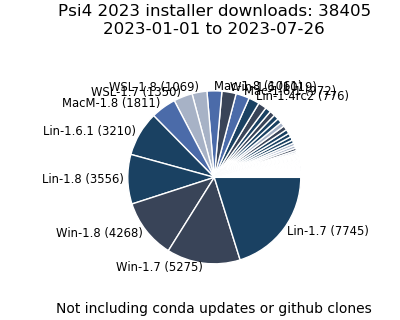 Psi4 2023 installer downloads: 38405
2023-01-01 to 2023-07-26
WSL-1.8 (1069)
WSL-1.7 (1350)
MacM-1.8 (1811)
Lin-1.6.1 (3210)
Lin-1.8 (3556)
Win-1.8 (4268)
Win-1.7 (5275)
Lin-1.7 (7745)
Lin-1.4rc2 (776)
Not including conda updates or github clones